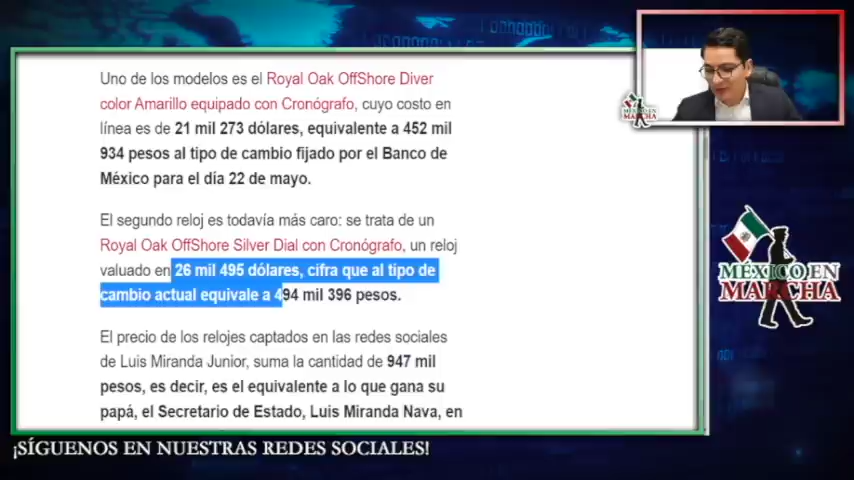 Uno de los modelos es el Royal Oak OffShore Diver
color Amarillo equipado con Cronógrafo, cuyo costo en
línea es de 21 mil 273 dólares, equivalente a 452 mil
934 pesos al tipo de cambio fijado por el Banco de
México para el día 22 de mayo.
El segundo reloj es todavía más caro: se trata de un
Royal Oak OffShore Silver Dial con Cronógrafo, un reloj
valuado en 26 mil 495 dólares, cifra que al tipo de
cambio actual equivale a 494 mil 396 pesos.
El precio de los relojes captados en las redes sociales
de Luis Miranda Junior, suma la cantidad de 947 mil
pesos, es decir, es el equivalente a lo que gana su
papá, el Secretario de Estado, Luis Miranda Nava, en
MÉXICO EN
MARCHA
MÉXICO EN
MARCHA
¡SÍGUENOS EN NUESTRAS REDES SOCIALES!